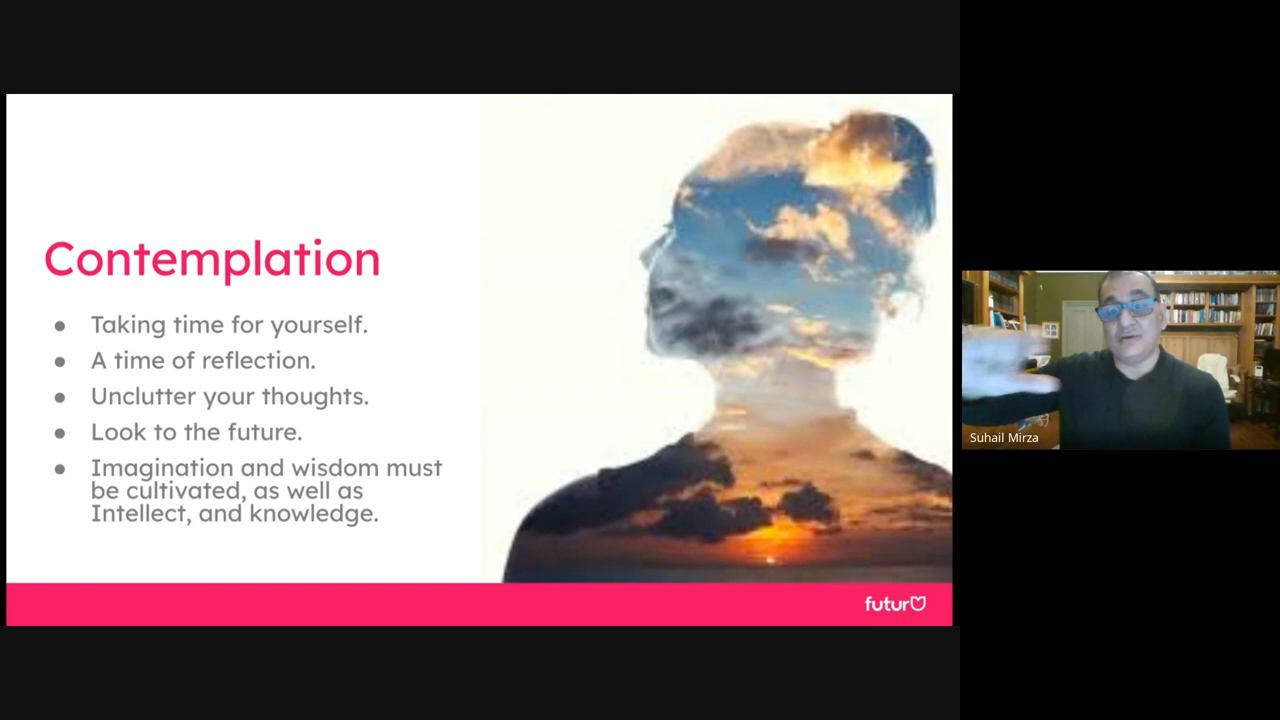 Contemplation
● Taking time for yourself.
● A time of reflection.
● Unclutter your thoughts.
● Look to the future.
● Imagination and wisdom must
be cultivated, as well as
Intellect, and knowledge.
futur
Suhail Mirza